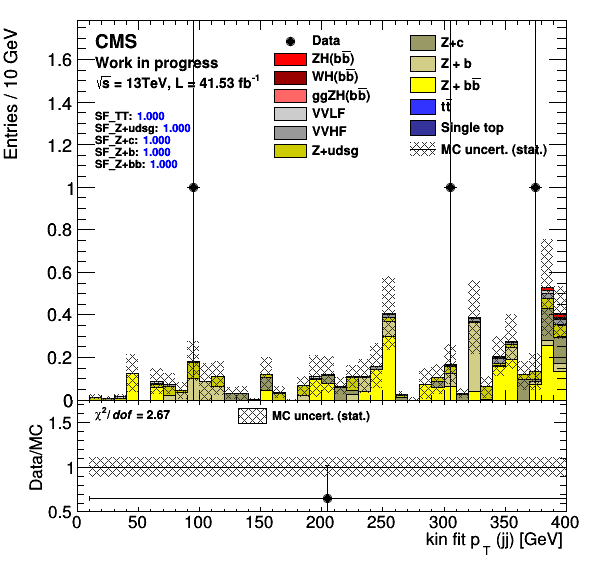 CMS
Work in progress
√s = 13TeV, L = 41.53 fb⁻¹
SF_TT: 1.000
SF_Z+udsg: 1.000
SF_Z+c: 1.000
SF_Z+b: 1.000
SF_Z+bb: 1.000
Data
ZH(bb̅)
WH(bb̅)
ggZH(bb̅)
VVLF
VVHF
Z+udsg
Z+c
Z + b
Z + bb̅
tt̅
Single top
MC uncert. (stat.)
Entries / 10 GeV
1.6
1.4
1.2
1
0.8
0.6
0.4
0.2
0
χ²/dof = 2.67
MC uncert. (stat.)
Data/MC
1.5
1
0.5
0 50 100 150 200 250 300 350 400
kin fit p_T (jj) [GeV]